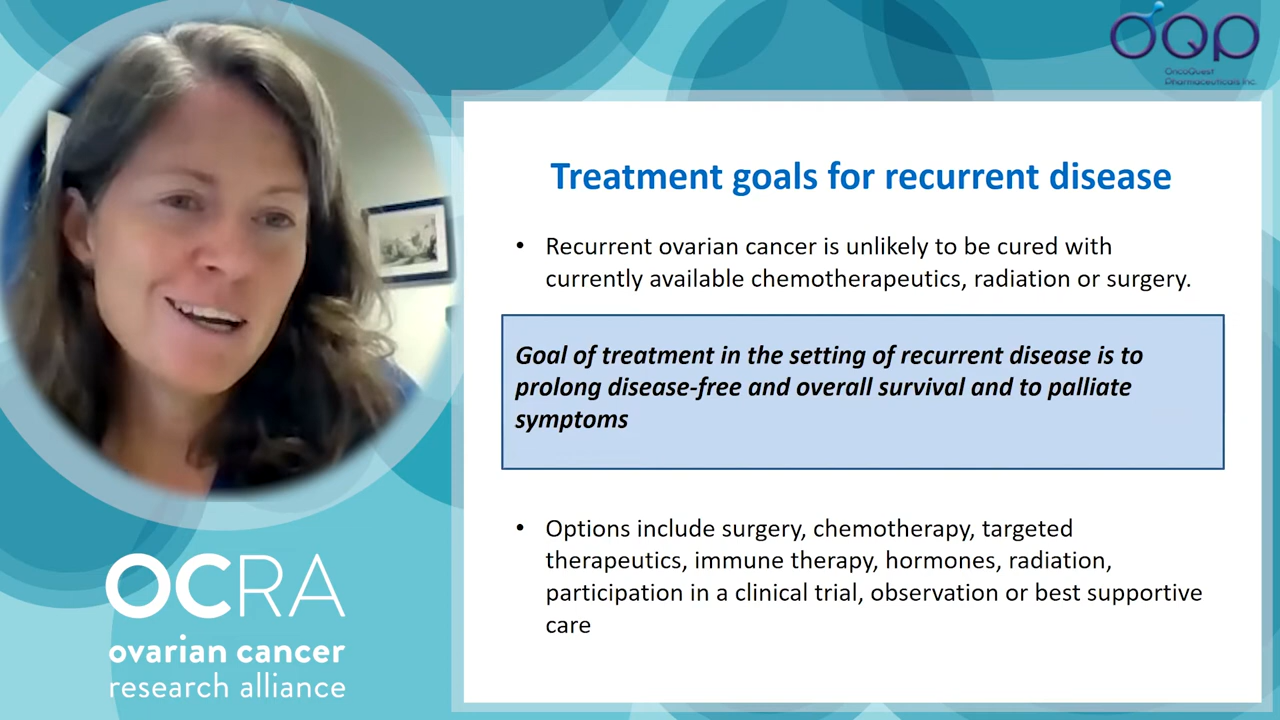 OQP
OncoQuest
Pharmaceuticals Inc.
Treatment goals for recurrent disease
• Recurrent ovarian cancer is unlikely to be cured with
currently available chemotherapeutics, radiation or surgery.
Goal of treatment in the setting of recurrent disease is to
prolong disease-free and overall survival and to palliate
symptoms
• Options include surgery, chemotherapy, targeted
therapeutics, immune therapy, hormones, radiation,
participation in a clinical trial, observation or best supportive
care
OCRA
ovarian cancer
research alliance